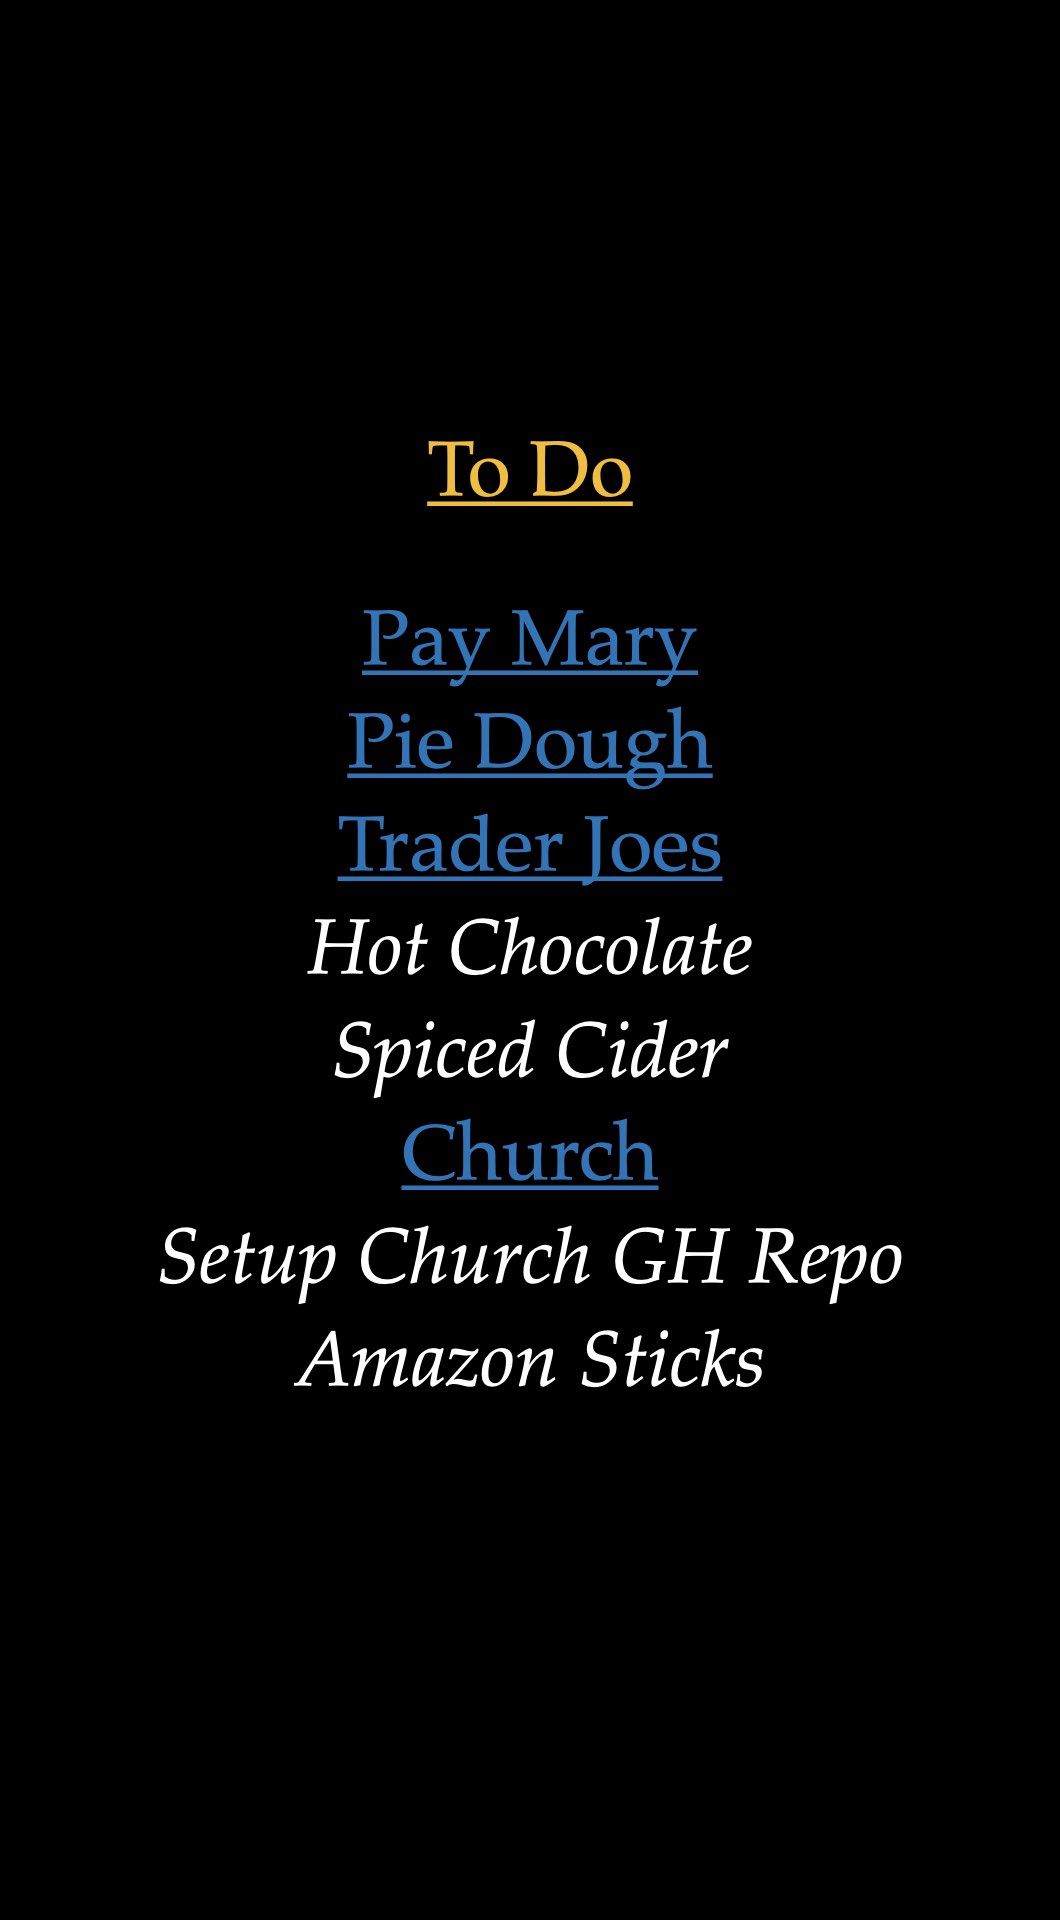 To Do
Pay Mary
Pie Dough
Trader Joes
Hot Chocolate
Spiced Cider
Church
Setup Church GH Repo
Amazon Sticks